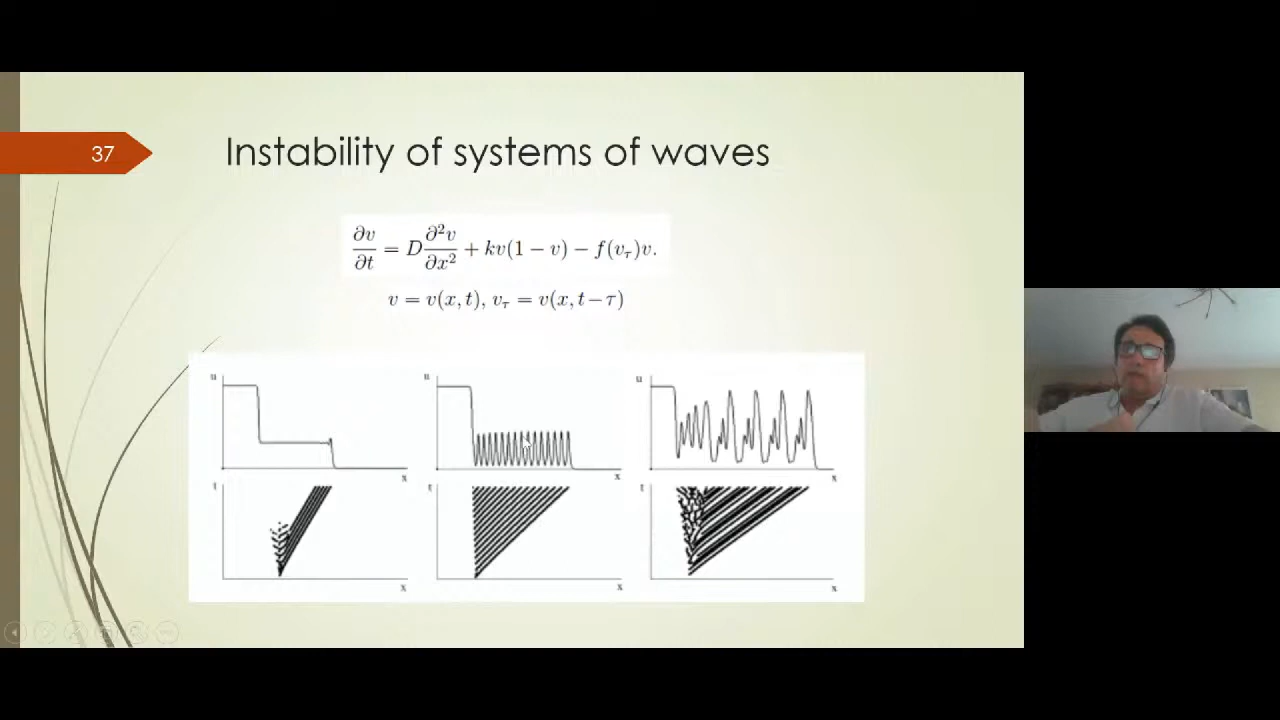 37
Instability of systems of waves
∂v/∂t = D ∂²v/∂x² + kv(1 − v) − f(v_τ)v.
v = v(x, t), v_τ = v(x, t−τ)
u u u
x x x
t t t
x x x